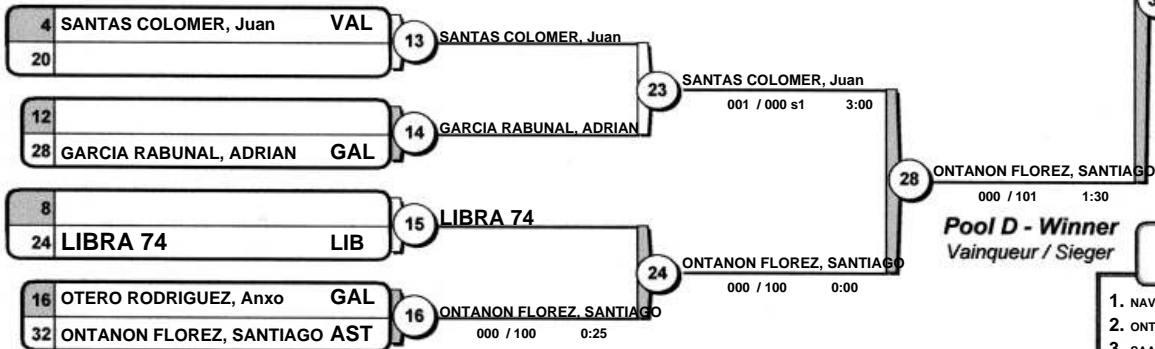 4 SANTAS COLOMER, Juan VAL
20
13 SANTAS COLOMER, Juan
12
28 GARCIA RABUNAL, ADRIAN GAL
14 GARCIA RABUNAL, ADRIAN
23 SANTAS COLOMER, Juan
001 / 000 s1 3:00
8
24 LIBRA 74 LIB
15 LIBRA 74
16 OTERO RODRIGUEZ, Anxo GAL
32 ONTANON FLOREZ, SANTIAGO AST
16 ONTANON FLOREZ, SANTIAGO
000 / 100 0:25
24 ONTANON FLOREZ, SANTIAGO
000 / 100 0:00
28 ONTANON FLOREZ, SANTIAGO
000 / 101 1:30
Pool D - Winner
Vainqueur / Sieger
1. NAV
2. ONT
3.